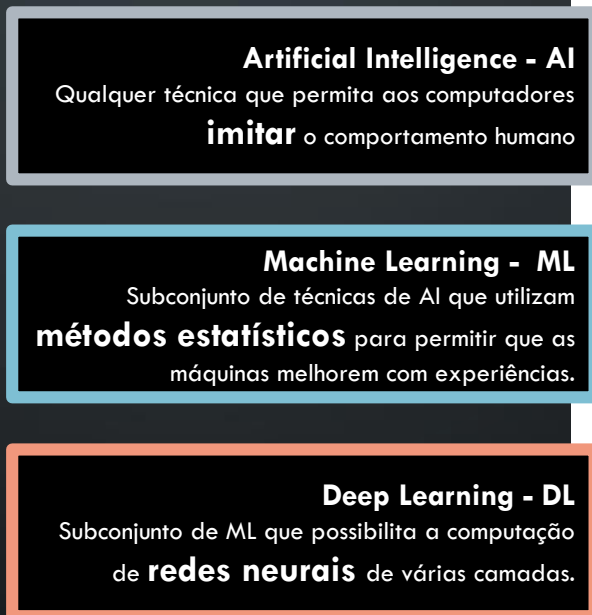 Artificial Intelligence - AI
Qualquer técnica que permita aos computadores
imitar o comportamento humano
Machine Learning - ML
Subconjunto de técnicas de AI que utilizam
métodos estatísticos para permitir que as
máquinas melhorem com experiências.
Deep Learning - DL
Subconjunto de ML que possibilita a computação
de redes neurais de várias camadas.